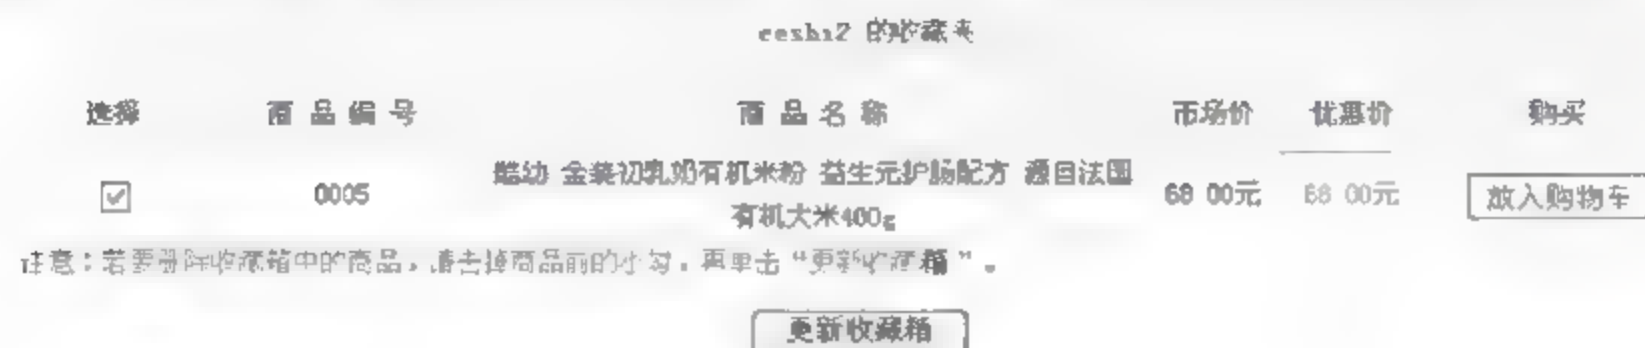 ceshi2 的收藏夹
选择 商品编号 商品名称 市场价 优惠价 购买
酷幼 金装初乳奶有机米粉 益生元护肠配方 源自法国
0005 68.00元 68.00元 放入购物车
有机大米400g
注意：若要删除收藏箱中的商品，请去掉商品前的小勾，再单击“更新收藏箱”。
更新收藏箱